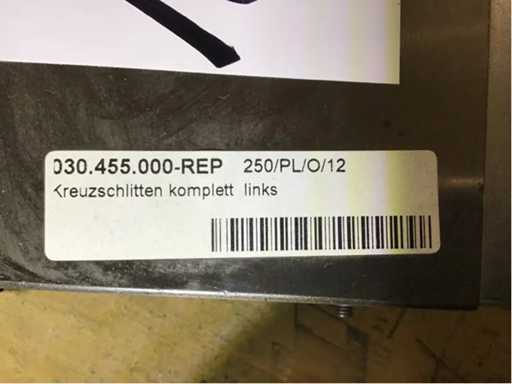 030.455.000-REP 250/PL/O/12
Kreuzschlitten komplett links